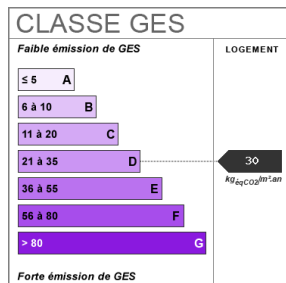 CLASSE GES
Faible émission de GES
LOGEMENT
≤ 5 A
6 à 10 B
11 à 20 C
21 à 35 D
30
kgéqCO2/m².an
36 à 55 E
56 à 80 F
> 80 G
Forte émission de GES